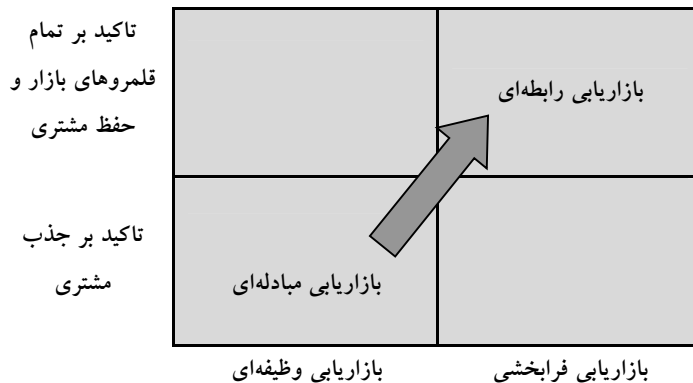 تاکید بر تمام
قلمروهای بازار و
حفظ مشتری
بازاریابی رابطه‌ای
تاکید بر جذب
مشتری
بازاریابی مبادله‌ای
بازاریابی فرابخشی
بازاریابی وظیفه‌ای